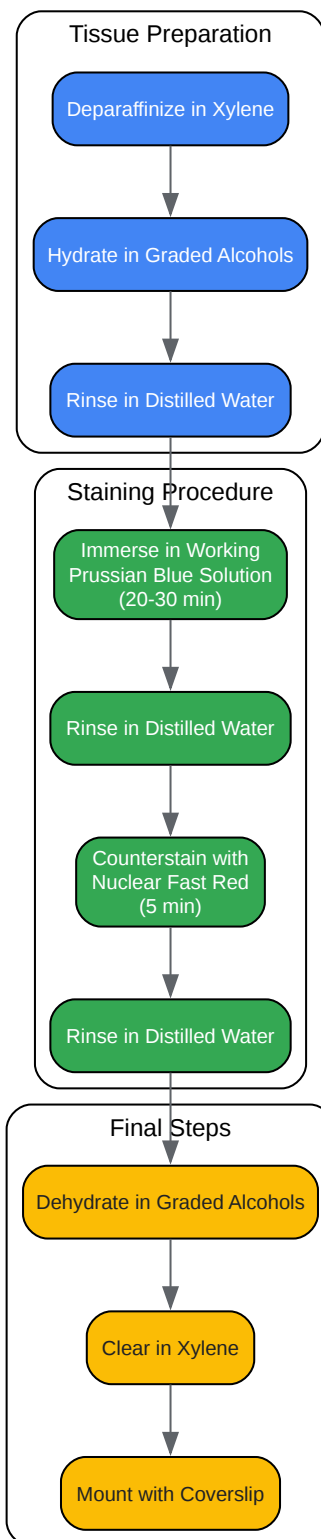 Tissue Preparation
Deparaffinize in Xylene
Hydrate in Graded Alcohols
Rinse in Distilled Water
Staining Procedure
Immerse in Working
Prussian Blue Solution
(20-30 min)
Rinse in Distilled Water
Counterstain with
Nuclear Fast Red
(5 min)
Rinse in Distilled Water
Final Steps
Dehydrate in Graded Alcohols
Clear in Xylene
Mount with Coverslip